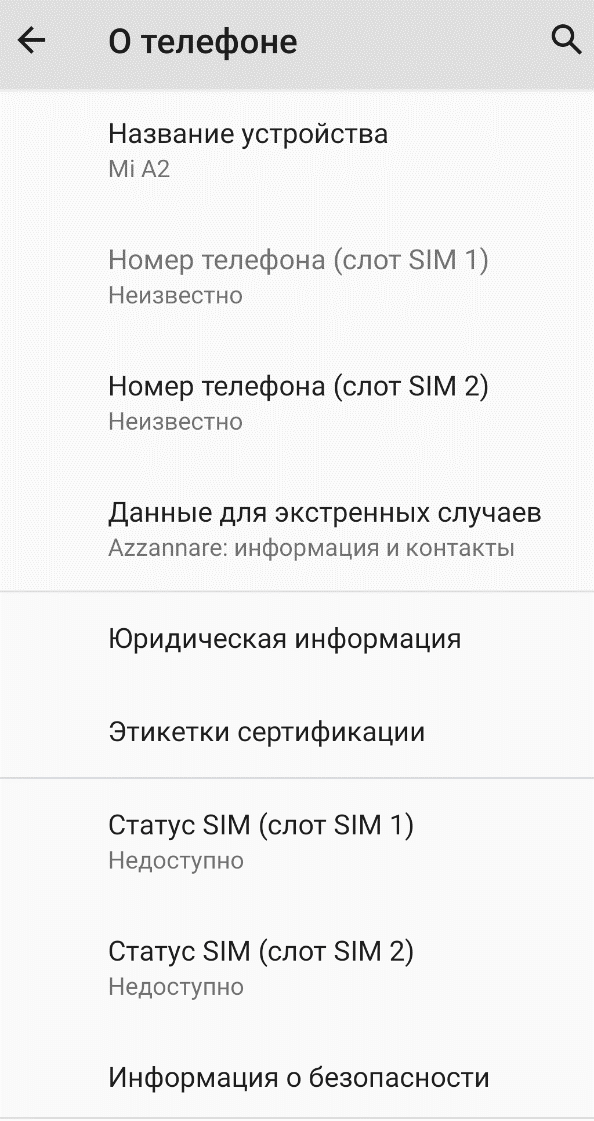 О телефоне
Название устройства
Mi A2
Номер телефона (слот SIM 1)
Неизвестно
Номер телефона (слот SIM 2)
Неизвестно
Данные для экстренных случаев
Azzannare: информация и контакты
Юридическая информация
Этикетки сертификации
Статус SIM (слот SIM 1)
Недоступно
Статус SIM (слот SIM 2)
Недоступно
Информация о безопасности